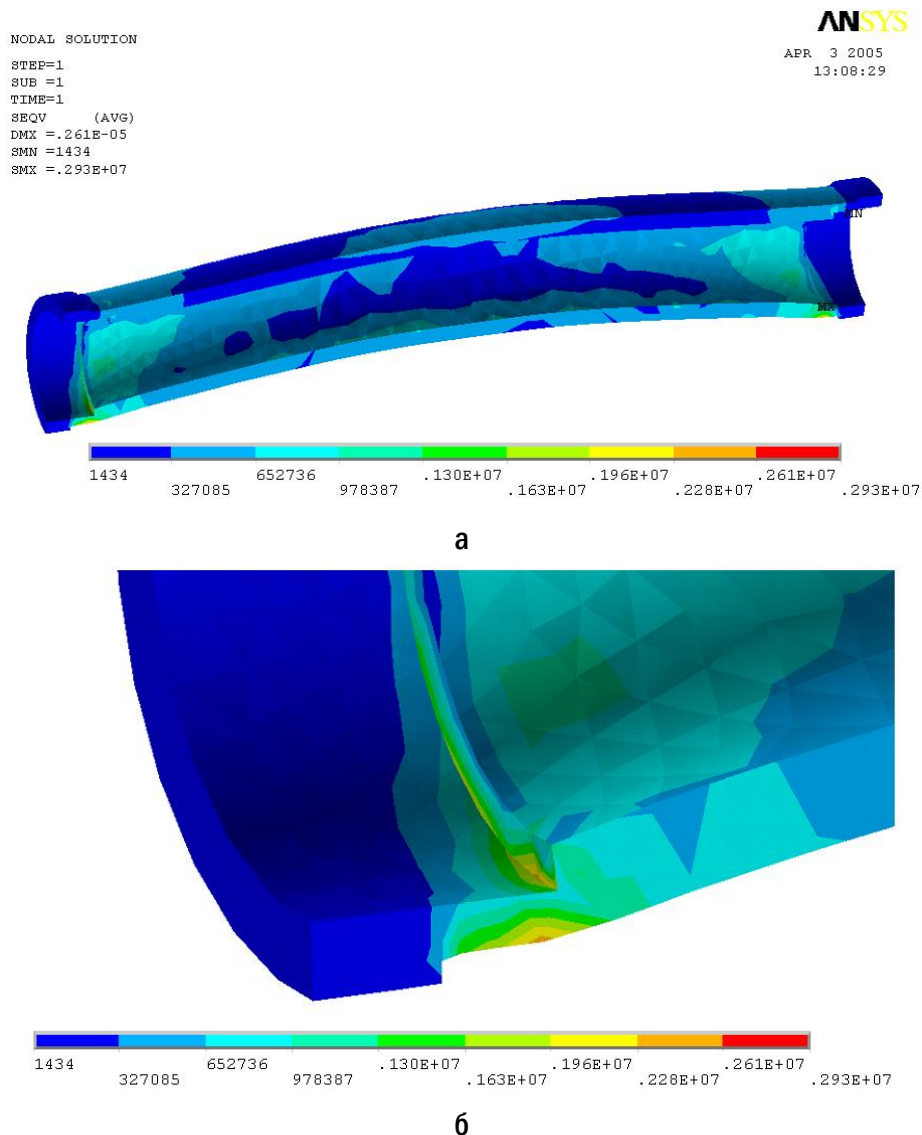 ANSYS
NODAL SOLUTION
APR 3 2005
13:08:29
STEP=1
SUB =1
TIME=1
SEQV (AVG)
DMX =.261E-05
SMN =1434
SMX =.293E+07
MN
MX
1434 652736 .130E+07 .196E+07 .261E+07
327085 978387 .163E+07 .228E+07 .293E+07
а
1434 652736 .130E+07 .196E+07 .261E+07
327085 978387 .163E+07 .228E+07 .293E+07
б